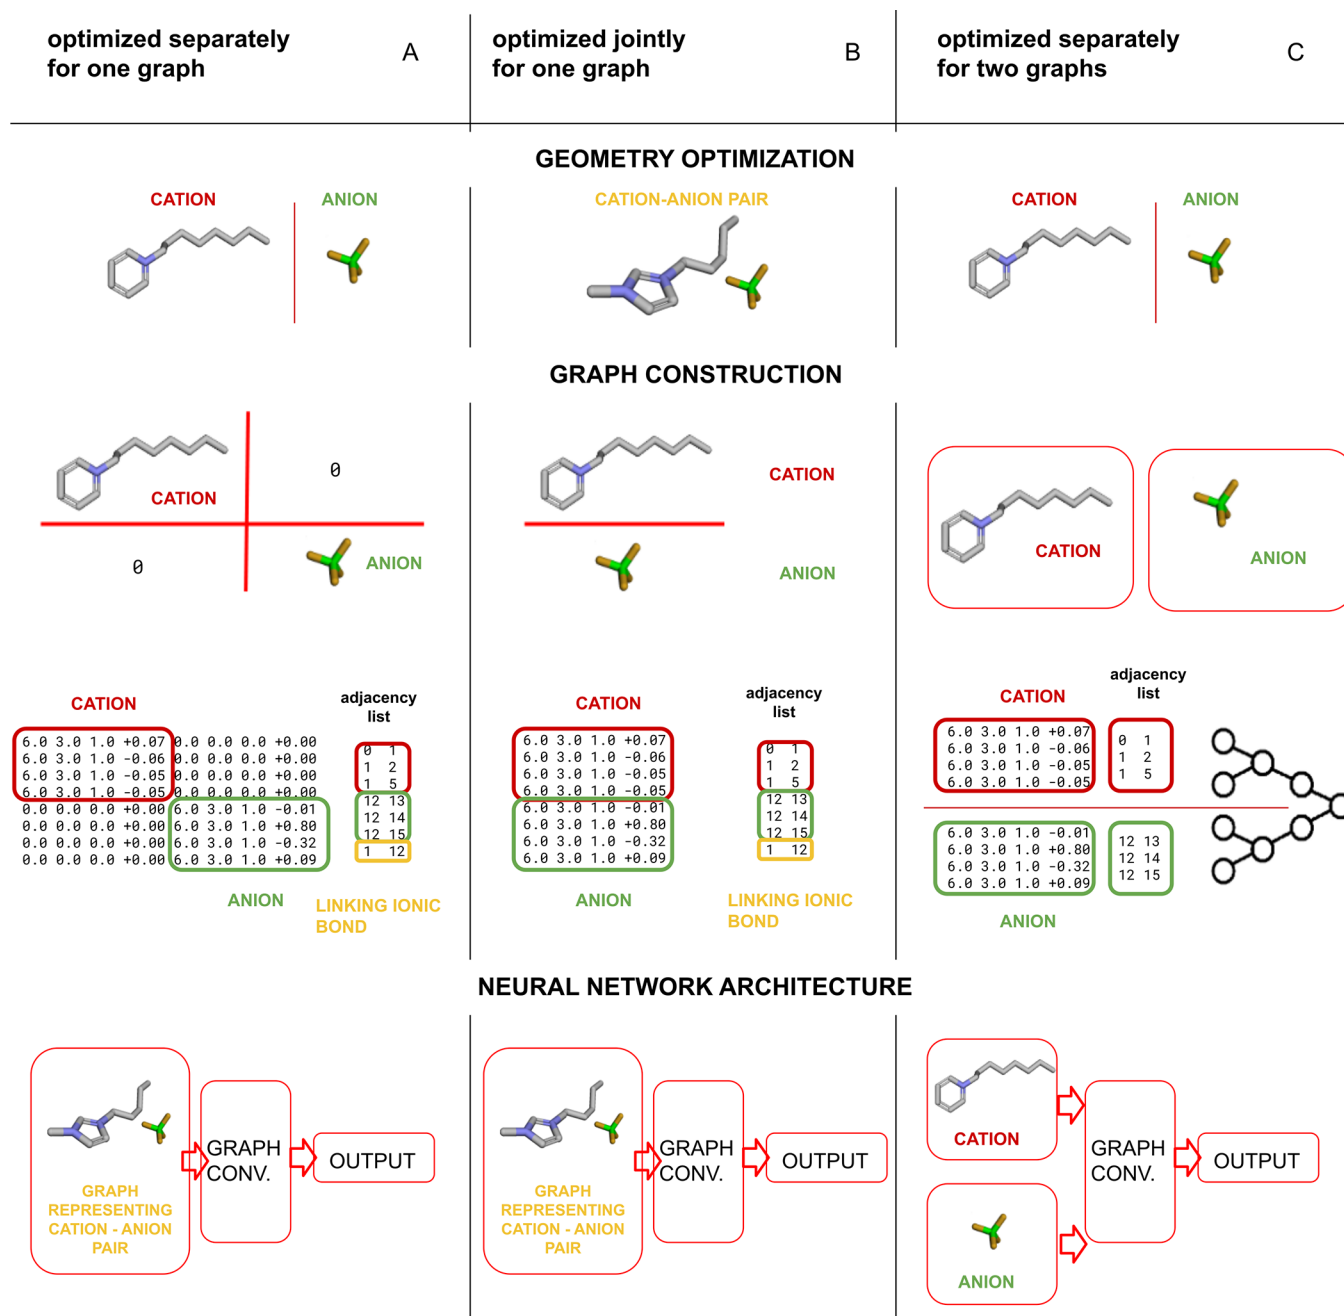 optimized separately
for one graph
A
optimized jointly
for one graph
B
optimized separately
for two graphs
C
GEOMETRY OPTIMIZATION
CATION
ANION
CATION-ANION PAIR
CATION
ANION
GRAPH CONSTRUCTION
CATION
0
0
ANION
CATION
ANION
CATION
ANION
CATION
adjacency
list
6.0 3.0 1.0 +0.07 0.0 0.0 0.0 +0.00
6.0 3.0 1.0 -0.06 0.0 0.0 0.0 +0.00
6.0 3.0 1.0 -0.05 0.0 0.0 0.0 +0.00
6.0 3.0 1.0 -0.05 0.0 0.0 0.0 +0.00
0.0 0.0 0.0 +0.00 6.0 3.0 1.0 -0.01
0.0 0.0 0.0 +0.00 6.0 3.0 1.0 +0.80
0.0 0.0 0.0 +0.00 6.0 3.0 1.0 -0.32
0.0 0.0 0.0 +0.00 6.0 3.0 1.0 +0.09
0 1
1 2
1 5
12 13
12 14
12 15
1 12
ANION
LINKING IONIC
BOND
CATION
adjacency
list
6.0 3.0 1.0 +0.07
6.0 3.0 1.0 -0.06
6.0 3.0 1.0 -0.05
6.0 3.0 1.0 -0.05
6.0 3.0 1.0 -0.01
6.0 3.0 1.0 +0.80
6.0 3.0 1.0 -0.32
6.0 3.0 1.0 +0.09
0 1
1 2
1 5
12 13
12 14
12 15
1 12
ANION
LINKING IONIC
BOND
CATION
adjacency
list
6.0 3.0 1.0 +0.07
6.0 3.0 1.0 -0.06
6.0 3.0 1.0 -0.05
6.0 3.0 1.0 -0.05
0 1
1 2
1 5
6.0 3.0 1.0 -0.01
6.0 3.0 1.0 +0.80
6.0 3.0 1.0 -0.32
6.0 3.0 1.0 +0.09
12 13
12 14
12 15
ANION
NEURAL NETWORK ARCHITECTURE
GRAPH
REPRESENTING
CATION - ANION
PAIR
GRAPH
CONV.
OUTPUT
GRAPH
REPRESENTING
CATION - ANION
PAIR
GRAPH
CONV.
OUTPUT
CATION
ANION
GRAPH
CONV.
OUTPUT